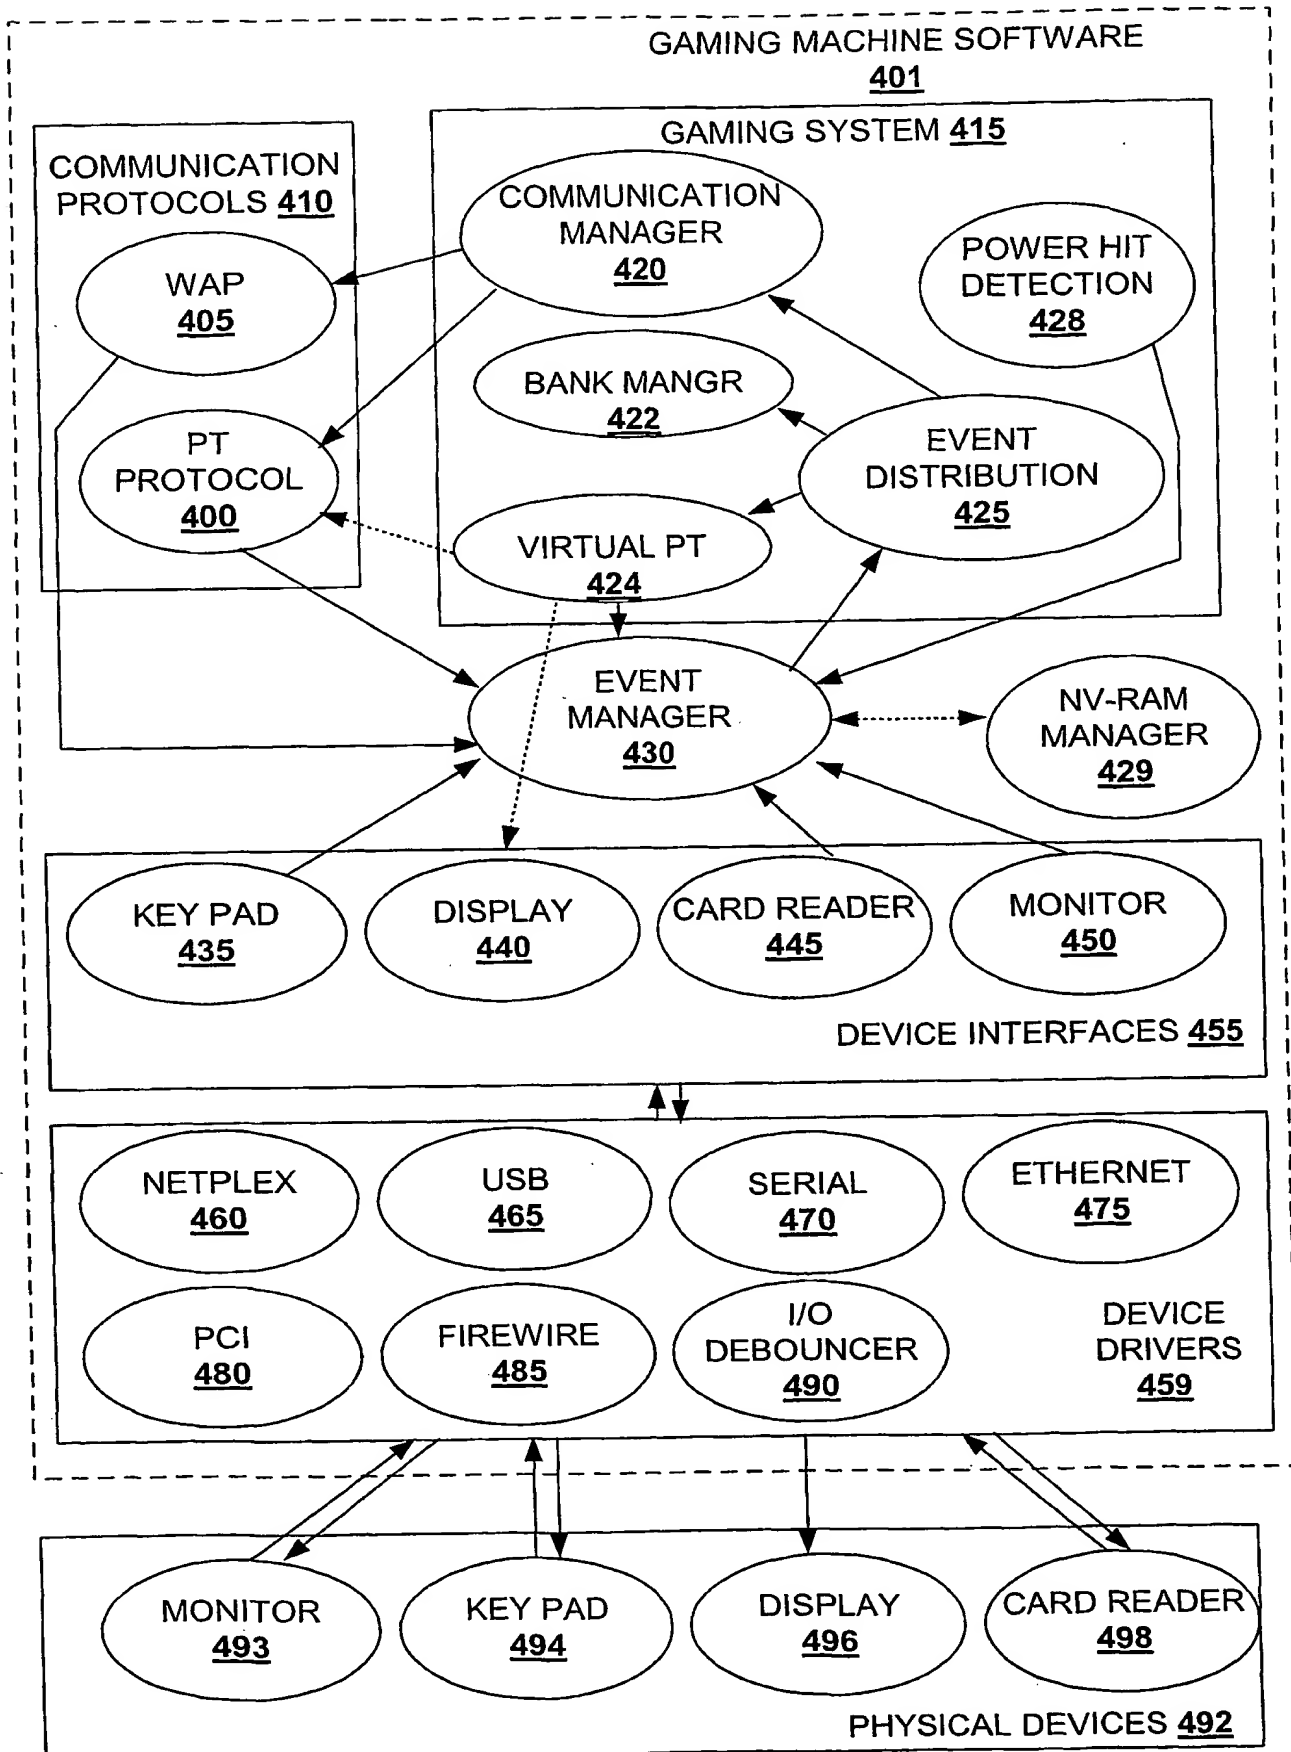 GAMING MACHINE SOFTWARE
401
GAMING SYSTEM 415
COMMUNICATION
PROTOCOLS 410
COMMUNICATION
MANAGER
420
POWER HIT
DETECTION
428
WAP
405
BANK MANGR
422
PT
PROTOCOL
400
EVENT
DISTRIBUTION
425
VIRTUAL PT
424
EVENT
MANAGER
430
NV-RAM
MANAGER
429
KEY PAD
435
DISPLAY
440
CARD READER
445
MONITOR
450
DEVICE INTERFACES 455
NETPLEX
460
USB
465
SERIAL
470
ETHERNET
475
PCI
480
FIREWIRE
485
I/O
DEBOUNCER
490
DEVICE
DRIVERS
459
MONITOR
493
KEY PAD
494
DISPLAY
496
CARD READER
498
PHYSICAL DEVICES 492